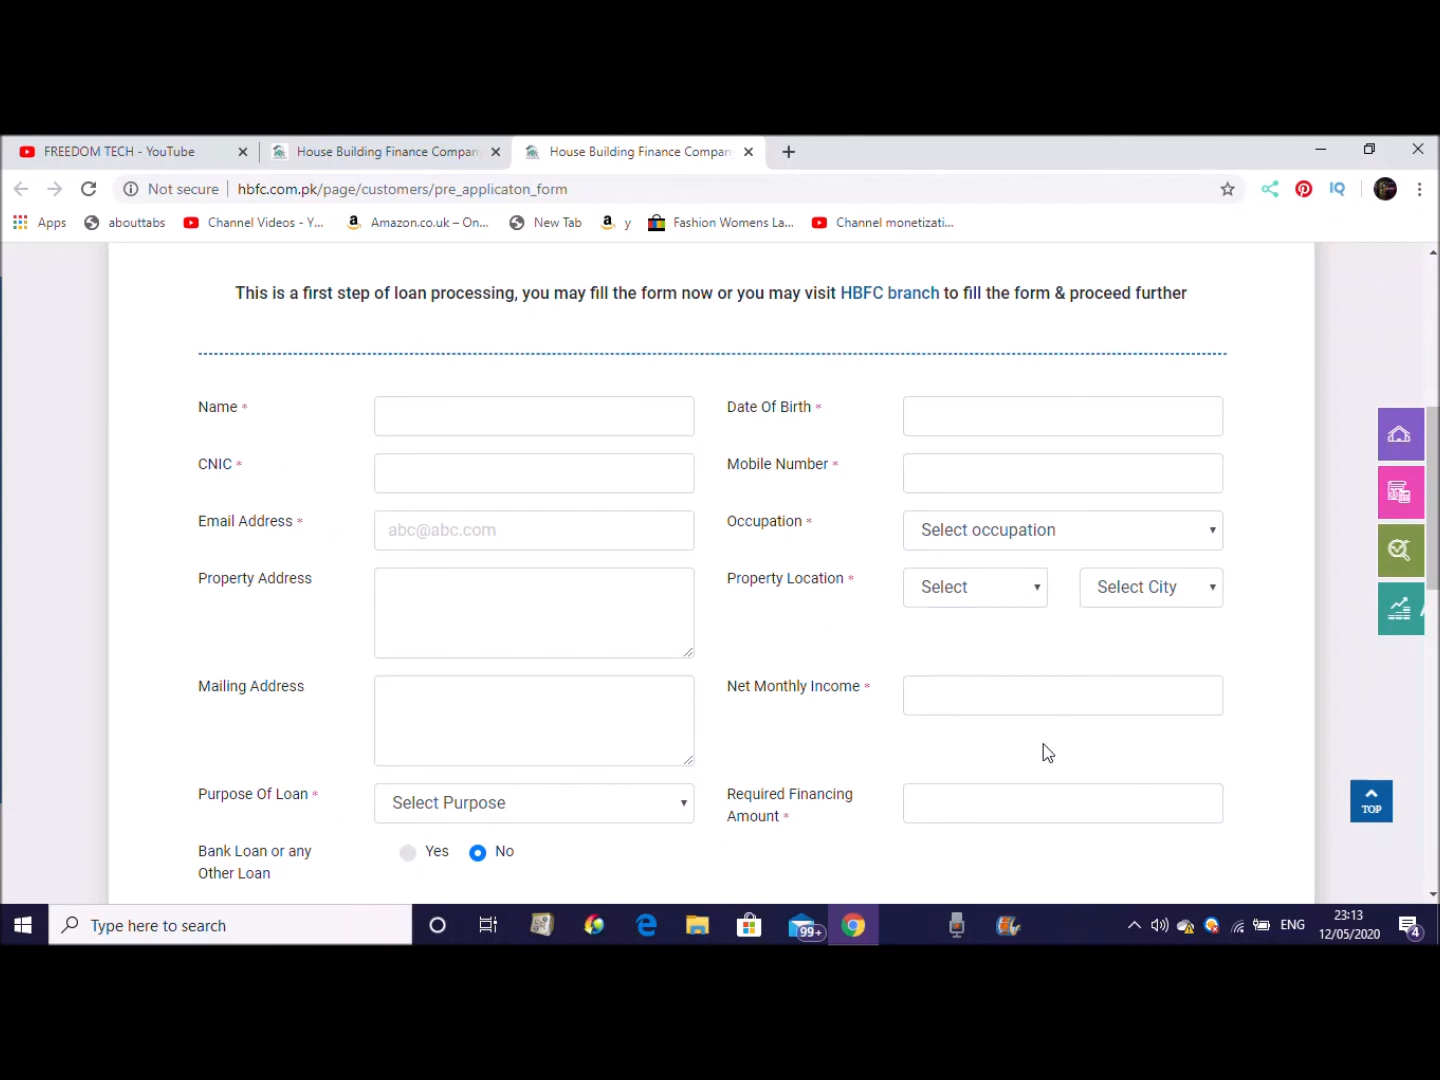 FREEDOM TECH - YouTube
House Building Finance Compan
House Building Finance Compan
Not secure
hbfc.com.pk/page/customers/pre_applicaton_form
IQ
Apps
abouttabs
Channel Videos - Y...
Amazon.co.uk – On...
New Tab
y
Fashion Womens La...
Channel monetizati...
This is a first step of loan processing, you may fill the form now or you may visit HBFC branch to fill the form & proceed further
Name *
Date Of Birth *
CNIC *
Mobile Number *
Email Address *
abc@abc.com
Occupation *
Select occupation
Property Address
Property Location *
Select
Select City
Mailing Address
Net Monthly Income *
Purpose Of Loan *
Select Purpose
Required Financing
Amount *
TOP
Bank Loan or any
Other Loan
Yes
No
Type here to search
99+
ENG
23:13
12/05/2020
4